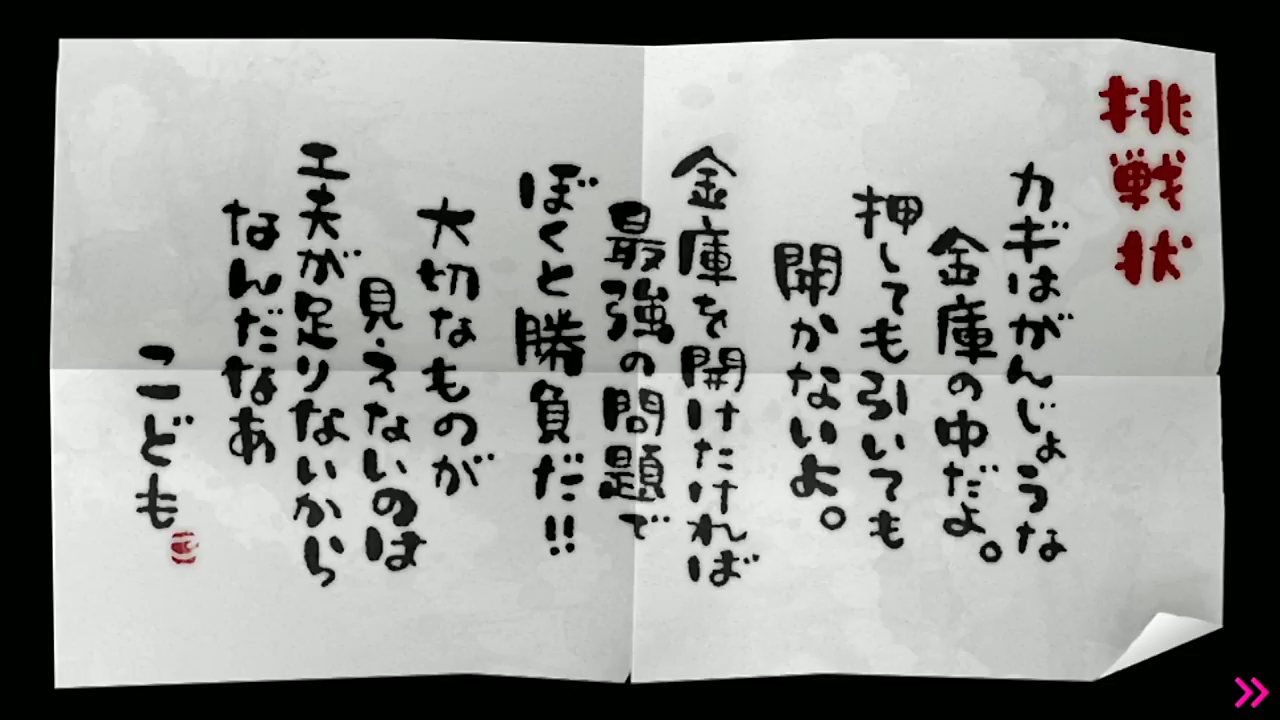 挑戦状
カギはがんじょうな
金庫の中だよ。
押しても引いても
開かないよ。
金庫を開けたければ
最強の問題で
ぼくと勝負だ!!
大切なものが
見えないのは
工夫が足りないから
なんだなあ
こども